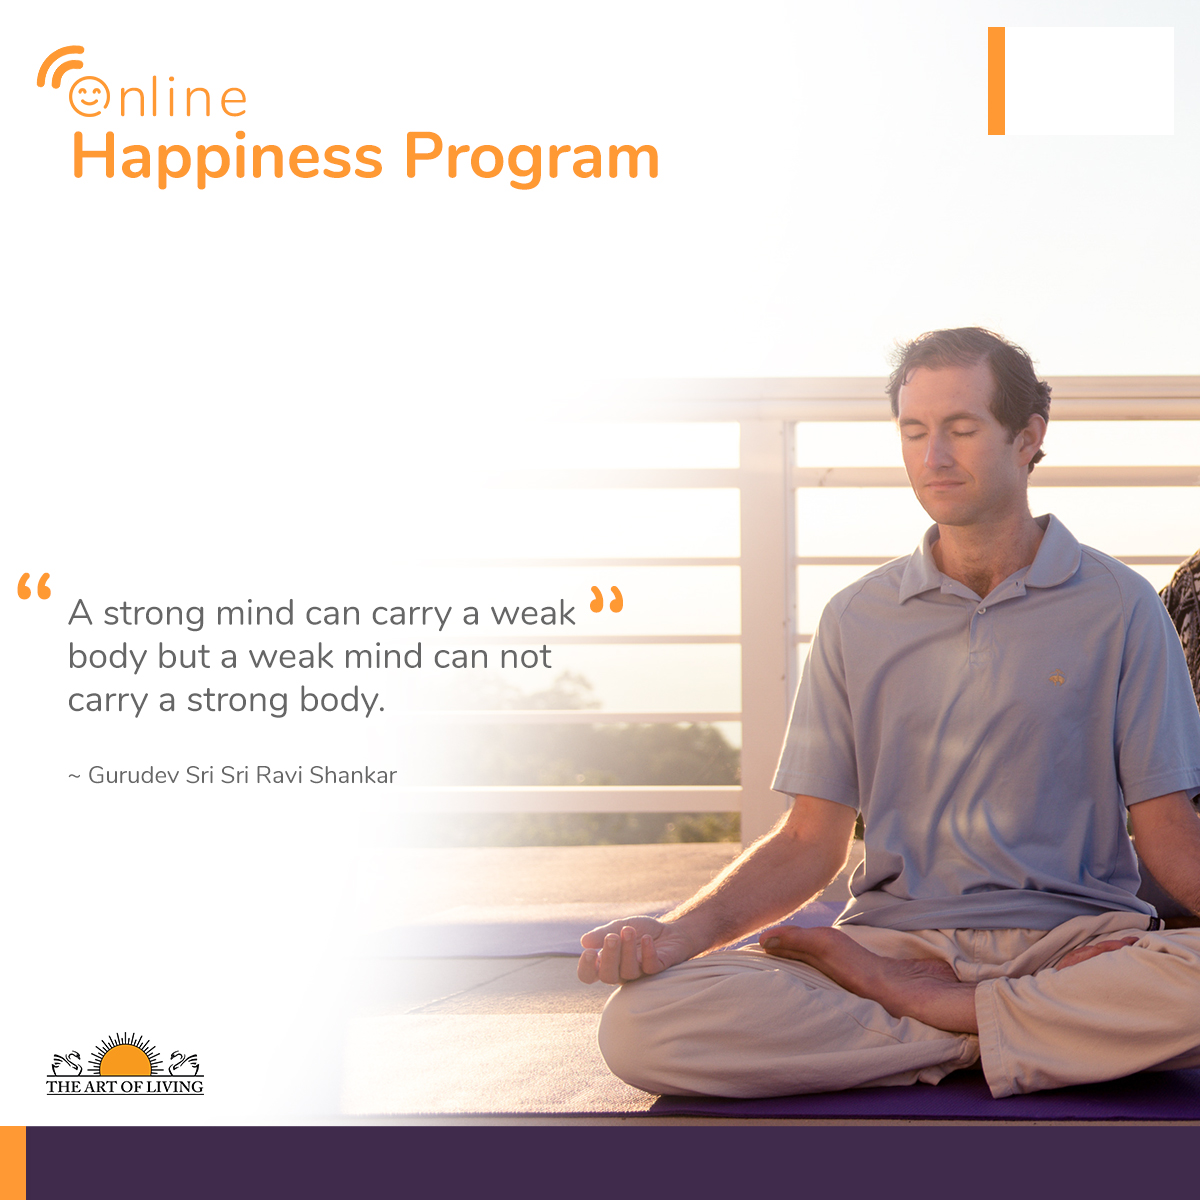 Online
Happiness Program
“A strong mind can carry a weak”
body but a weak mind can not
carry a strong body.
~ Gurudev Sri Sri Ravi Shankar
THE ART OF LIVING